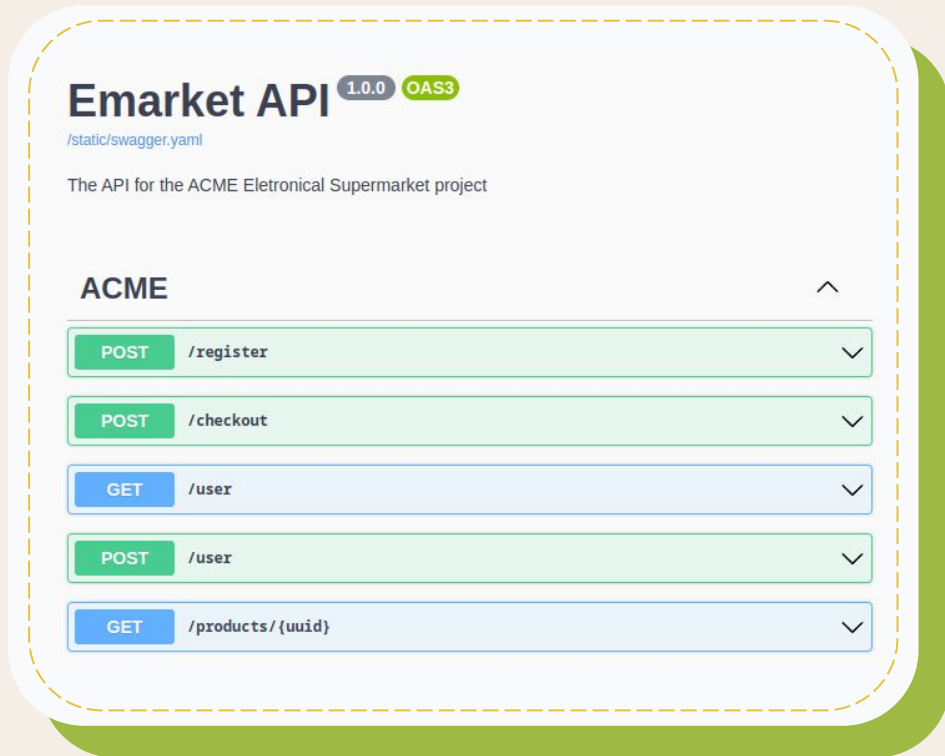 Emarket API 1.0.0 OAS3
/static/swagger.yaml
The API for the ACME Eletronical Supermarket project
ACME
POST /register
POST /checkout
GET /user
POST /user
GET /products/{uuid}